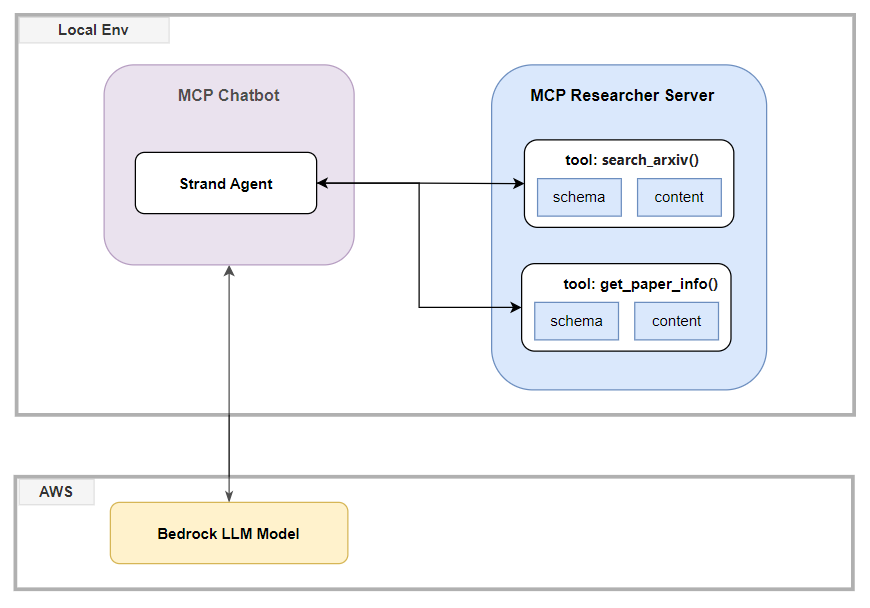 Local Env
MCP Chatbot
Strand Agent
MCP Researcher Server
tool: search_arxiv()
schema
content
tool: get_paper_info()
schema
content
AWS
Bedrock LLM Model